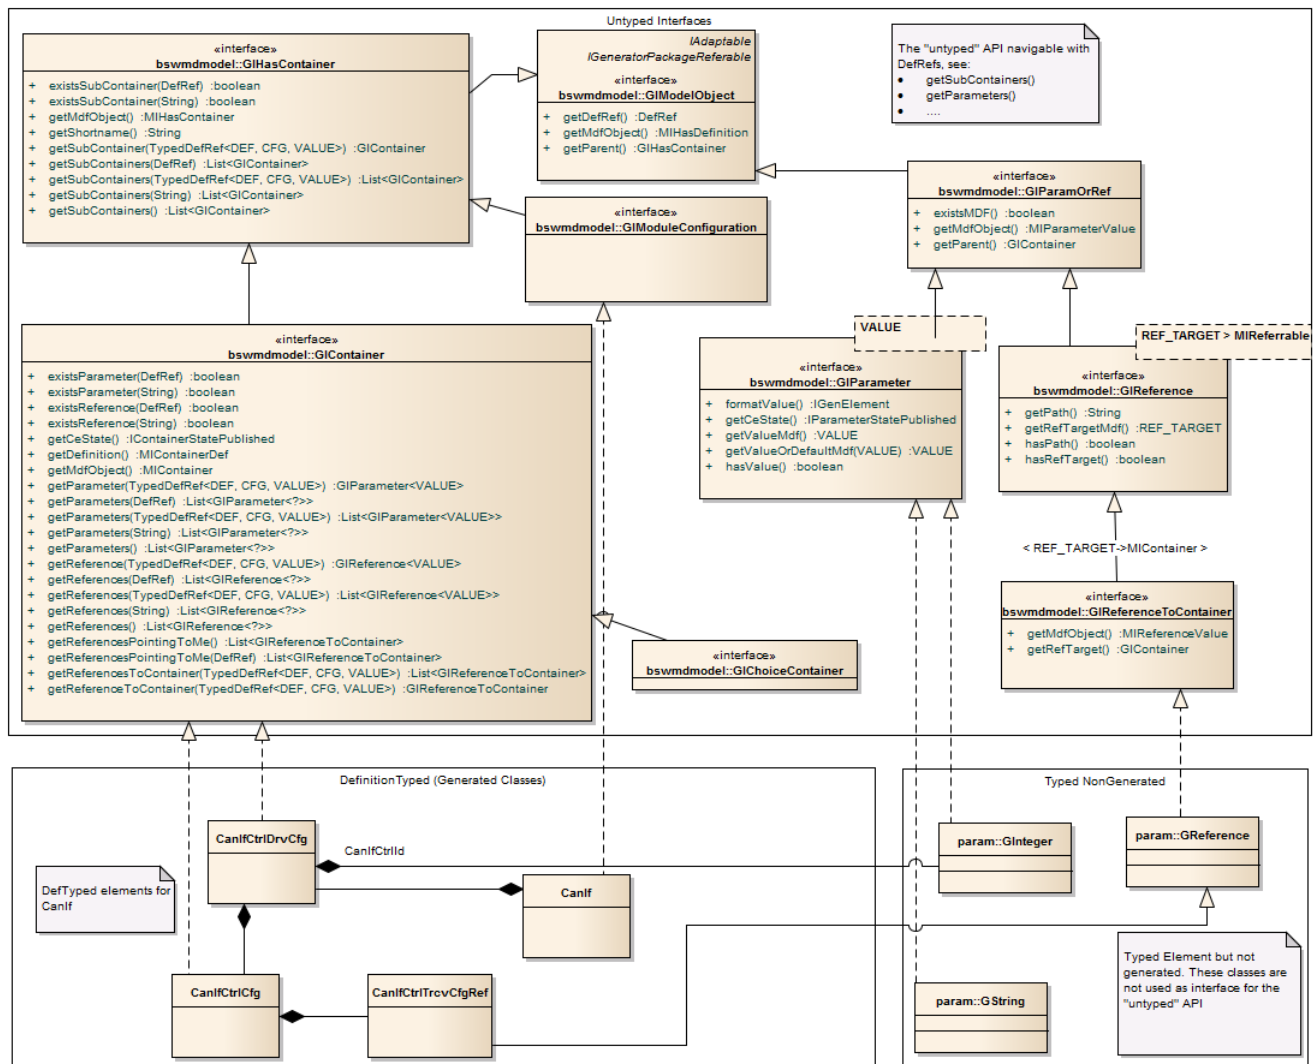 Untyped Interfaces
«interface»
bswmdmodel::GIHasContainer
+ existsSubContainer(DefRef) :boolean
+ existsSubContainer(String) :boolean
+ getMdfObject() :MIHasContainer
+ getShortname() :String
+ getSubContainer(TypedDefRef<DEF, CFG, VALUE>) :GIContainer
+ getSubContainers(DefRef) :List<GIContainer>
+ getSubContainers(TypedDefRef<DEF, CFG, VALUE>) :List<GIContainer>
+ getSubContainers(String) :List<GIContainer>
+ getSubContainers() :List<GIContainer>
IAdaptable
IGeneratorPackageReferable
«interface»
bswmdmodel::GIModelObject
+ getDefRef() :DefRef
+ getMdfObject() :MIHasDefinition
+ getParent() :GIHasContainer
The "untyped" API navigable with
DefRefs, see:
• getSubContainers()
• getParameters()
• ....
«interface»
bswmdmodel::GIParamOrRef
+ existsMDF() :boolean
+ getMdfObject() :MIParameterValue
+ getParent() :GIContainer
«interface»
bswmdmodel::GIModuleConfiguration
«interface»
bswmdmodel::GIContainer
+ existsParameter(DefRef) :boolean
+ existsParameter(String) :boolean
+ existsReference(DefRef) :boolean
+ existsReference(String) :boolean
+ getCeState() :IContainerStatePublished
+ getDefinition() :MIContainerDef
+ getMdfObject() :MIContainer
+ getParameter(TypedDefRef<DEF, CFG, VALUE>) :GIParameter<VALUE>
+ getParameters(DefRef) :List<GIParameter<?>>
+ getParameters(TypedDefRef<DEF, CFG, VALUE>) :List<GIParameter<VALUE>>
+ getParameters(String) :List<GIParameter<?>>
+ getParameters() :List<GIParameter<?>>
+ getReference(TypedDefRef<DEF, CFG, VALUE>) :GIReference<VALUE>
+ getReferences(DefRef) :List<GIReference<?>>
+ getReferences(TypedDefRef<DEF, CFG, VALUE>) :List<GIReference<VALUE>>
+ getReferences(String) :List<GIReference<?>>
+ getReferences() :List<GIReference<?>>
+ getReferencesPointingToMe() :List<GIReferenceToContainer>
+ getReferencesPointingToMe(DefRef) :List<GIReferenceToContainer>
+ getReferencesToContainer(TypedDefRef<DEF, CFG, VALUE>) :List<GIReferenceToContainer>
+ getReferenceToContainer(TypedDefRef<DEF, CFG, VALUE>) :GIReferenceToContainer
VALUE
«interface»
bswmdmodel::GIParameter
+ formatValue() :IGenElement
+ getCeState() :IParameterStatePublished
+ getValueMdf() :VALUE
+ getValueOrDefaultMdf(VALUE) :VALUE
+ hasValue() :boolean
REF_TARGET > MIReferrable
«interface»
bswmdmodel::GIReference
+ getPath() :String
+ getRefTargetMdf() :REF_TARGET
+ hasPath() :boolean
+ hasRefTarget() :boolean
< REF_TARGET->MIContainer >
«interface»
bswmdmodel::GIReferenceToContainer
+ getMdfObject() :MIReferenceValue
+ getRefTarget() :GIContainer
«interface»
bswmdmodel::GIChoiceContainer
DefinitionTyped (Generated Classes)
CanIfCtrlDrvCfg
CanIfCtrlId
DefTyped elements for
CanIf
CanIf
CanIfCtrlCfg
CanIfCtrlTrcvCfgRef
Typed NonGenerated
param::GInteger
param::GReference
param::GString
Typed Element but not
generated. These classes are
not used as interface for the
"untyped" API